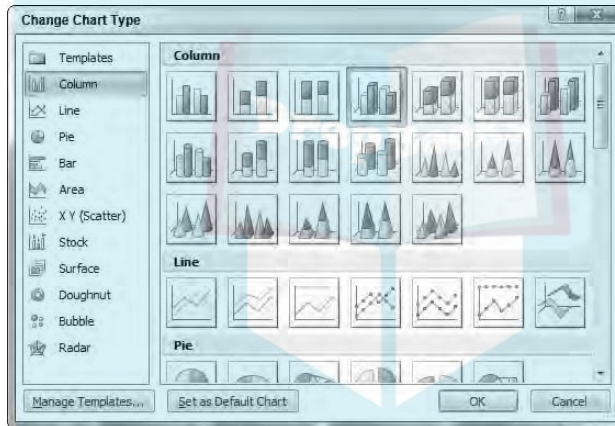 Change Chart Type
Templates
Column
Line
Pie
Bar
Area
X Y (Scatter)
Stock
Surface
Doughnut
Bubble
Radar
Column
Line
Pie
Manage Templates...
Set as Default Chart
OK
Cancel